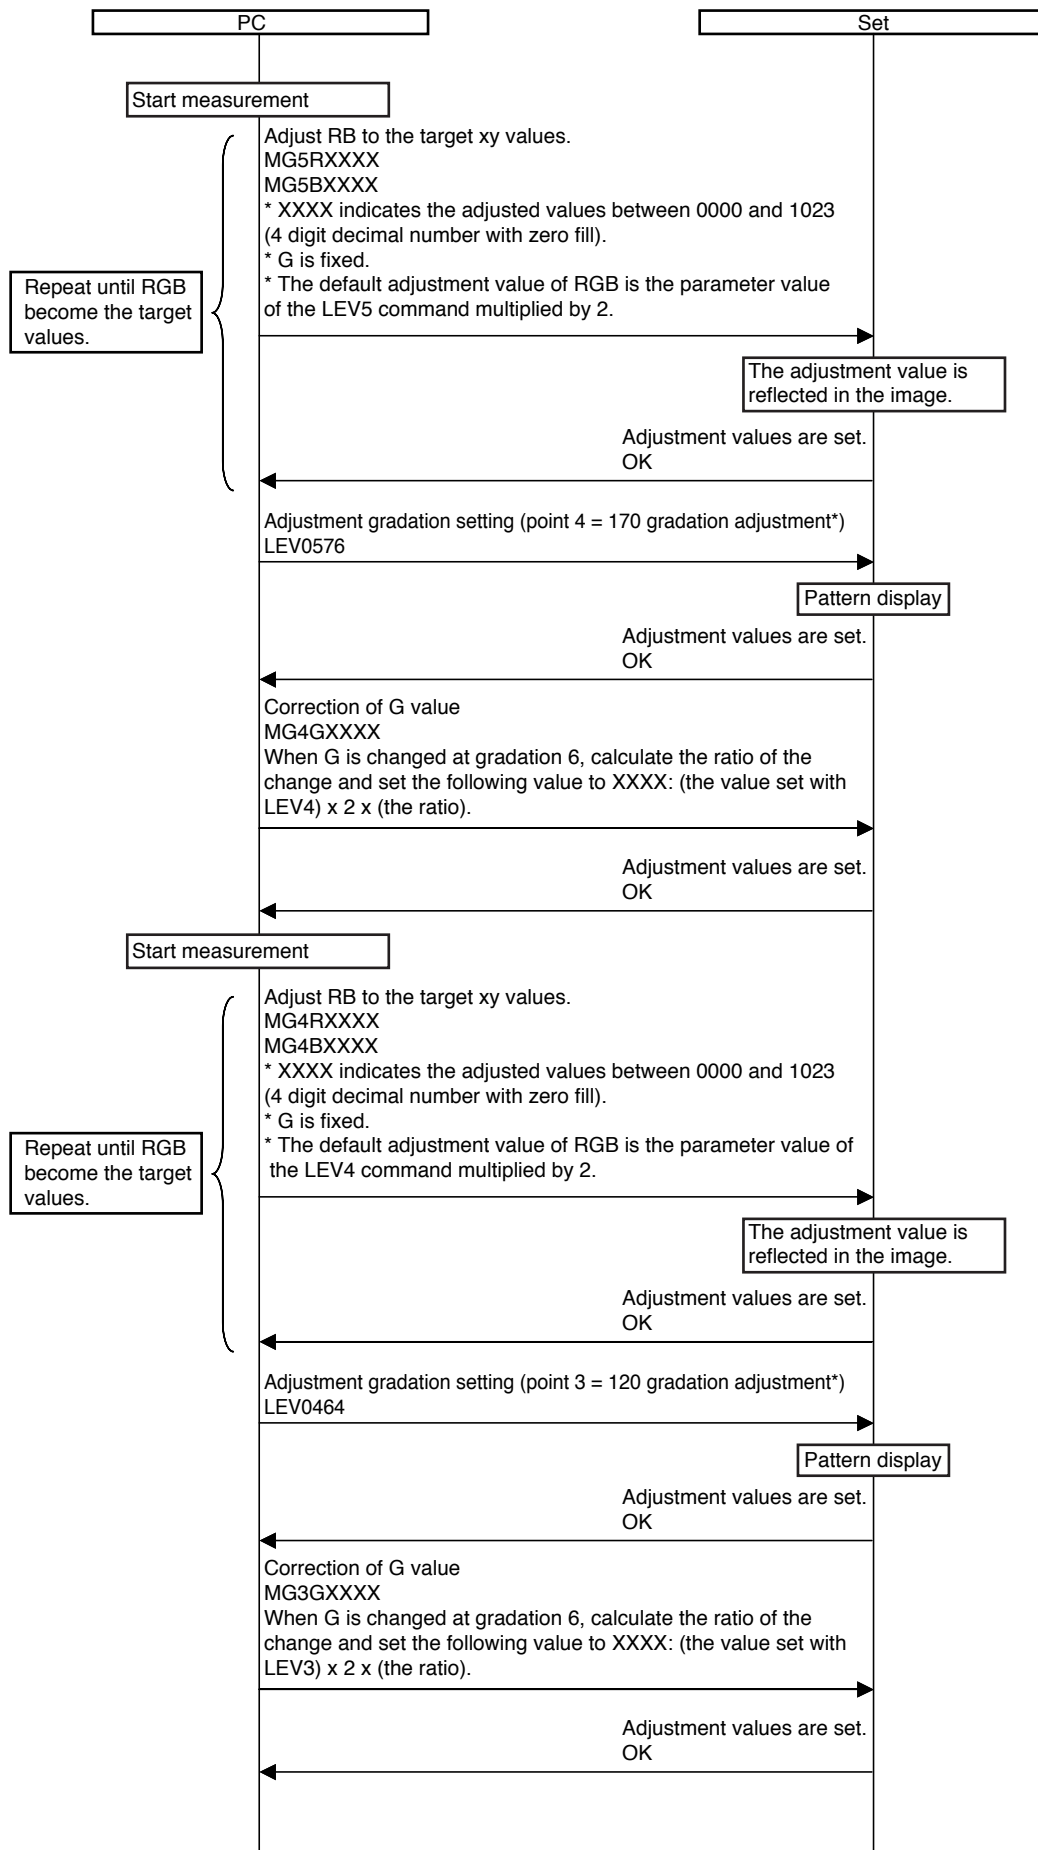 PC
Set
Start measurement
Adjust RB to the target xy values.
MG5RXXXX
MG5BXXXX
* XXXX indicates the adjusted values between 0000 and 1023
(4 digit decimal number with zero fill).
* G is fixed.
* The default adjustment value of RGB is the parameter value
of the LEV5 command multiplied by 2.
Repeat until RGB
become the target
values.
The adjustment value is
reflected in the image.
Adjustment values are set.
OK
Adjustment gradation setting (point 4 = 170 gradation adjustment*)
LEV0576
Pattern display
Adjustment values are set.
OK
Correction of G value
MG4GXXXX
When G is changed at gradation 6, calculate the ratio of the
change and set the following value to XXXX: (the value set with
LEV4) x 2 x (the ratio).
Adjustment values are set.
OK
Start measurement
Adjust RB to the target xy values.
MG4RXXXX
MG4BXXXX
* XXXX indicates the adjusted values between 0000 and 1023
(4 digit decimal number with zero fill).
* G is fixed.
* The default adjustment value of RGB is the parameter value of
the LEV4 command multiplied by 2.
Repeat until RGB
become the target
values.
The adjustment value is
reflected in the image.
Adjustment values are set.
OK
Adjustment gradation setting (point 3 = 120 gradation adjustment*)
LEV0464
Pattern display
Adjustment values are set.
OK
Correction of G value
MG3GXXXX
When G is changed at gradation 6, calculate the ratio of the
change and set the following value to XXXX: (the value set with
LEV3) x 2 x (the ratio).
Adjustment values are set.
OK